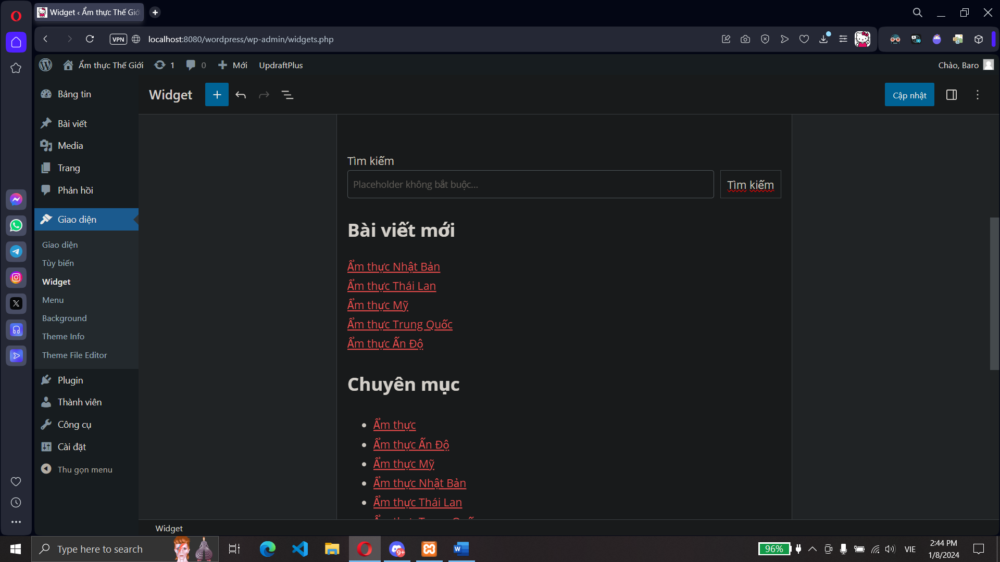 Widget ‹ Ẩm thực Thế Giớ
VPN
localhost:8080/wordpress/wp-admin/widgets.php
Ẩm thực Thế Giới
1
0
Mới
UpdraftPlus
Chào, Baro
Bảng tin
Bài viết
Media
Trang
Phản hồi
Giao diện
Giao diện
Tùy biến
Widget
Menu
Background
Theme Info
Theme File Editor
Plugin
Thành viên
Công cụ
Cài đặt
Thu gọn menu
Widget
Cập nhật
Tìm kiếm
Placeholder không bắt buộc...
Tìm kiếm
Bài viết mới
Ẩm thực Nhật Bản
Ẩm thực Thái Lan
Ẩm thực Mỹ
Ẩm thực Trung Quốc
Ẩm thực Ấn Độ
Chuyên mục
Ẩm thực
Ẩm thực Ấn Độ
Ẩm thực Mỹ
Ẩm thực Nhật Bản
Ẩm thực Thái Lan
Ẩm thực Trung Quốc
Widget
Type here to search
9+
96%
VIE
2:44 PM
1/8/2024